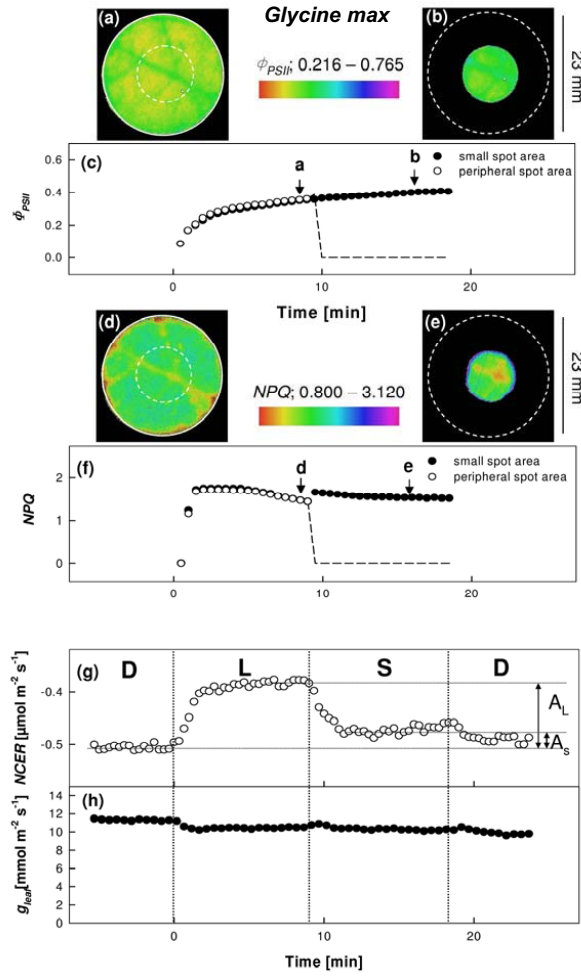 Glycine max
(a)
(b)
ϕPSII; 0.216 – 0.765
23 mm
(c)
a
b
● small spot area
○ peripheral spot area
0.6
0.4
0.2
0.0
ΦPSII
0 10 20
Time [min]
(d)
(e)
NPQ; 0.800 – 3.120
23 mm
(f)
d
e
● small spot area
○ peripheral spot area
2
1
0
NPQ
0 10 20
(g)
D L S D
-0.4
-0.5
NCER [μmol m-2 s-1]
AL
As
(h)
14
12
10
8
6
4
2
0
gleaf[mmol m-2 s-1]
0 10 20
Time [min]